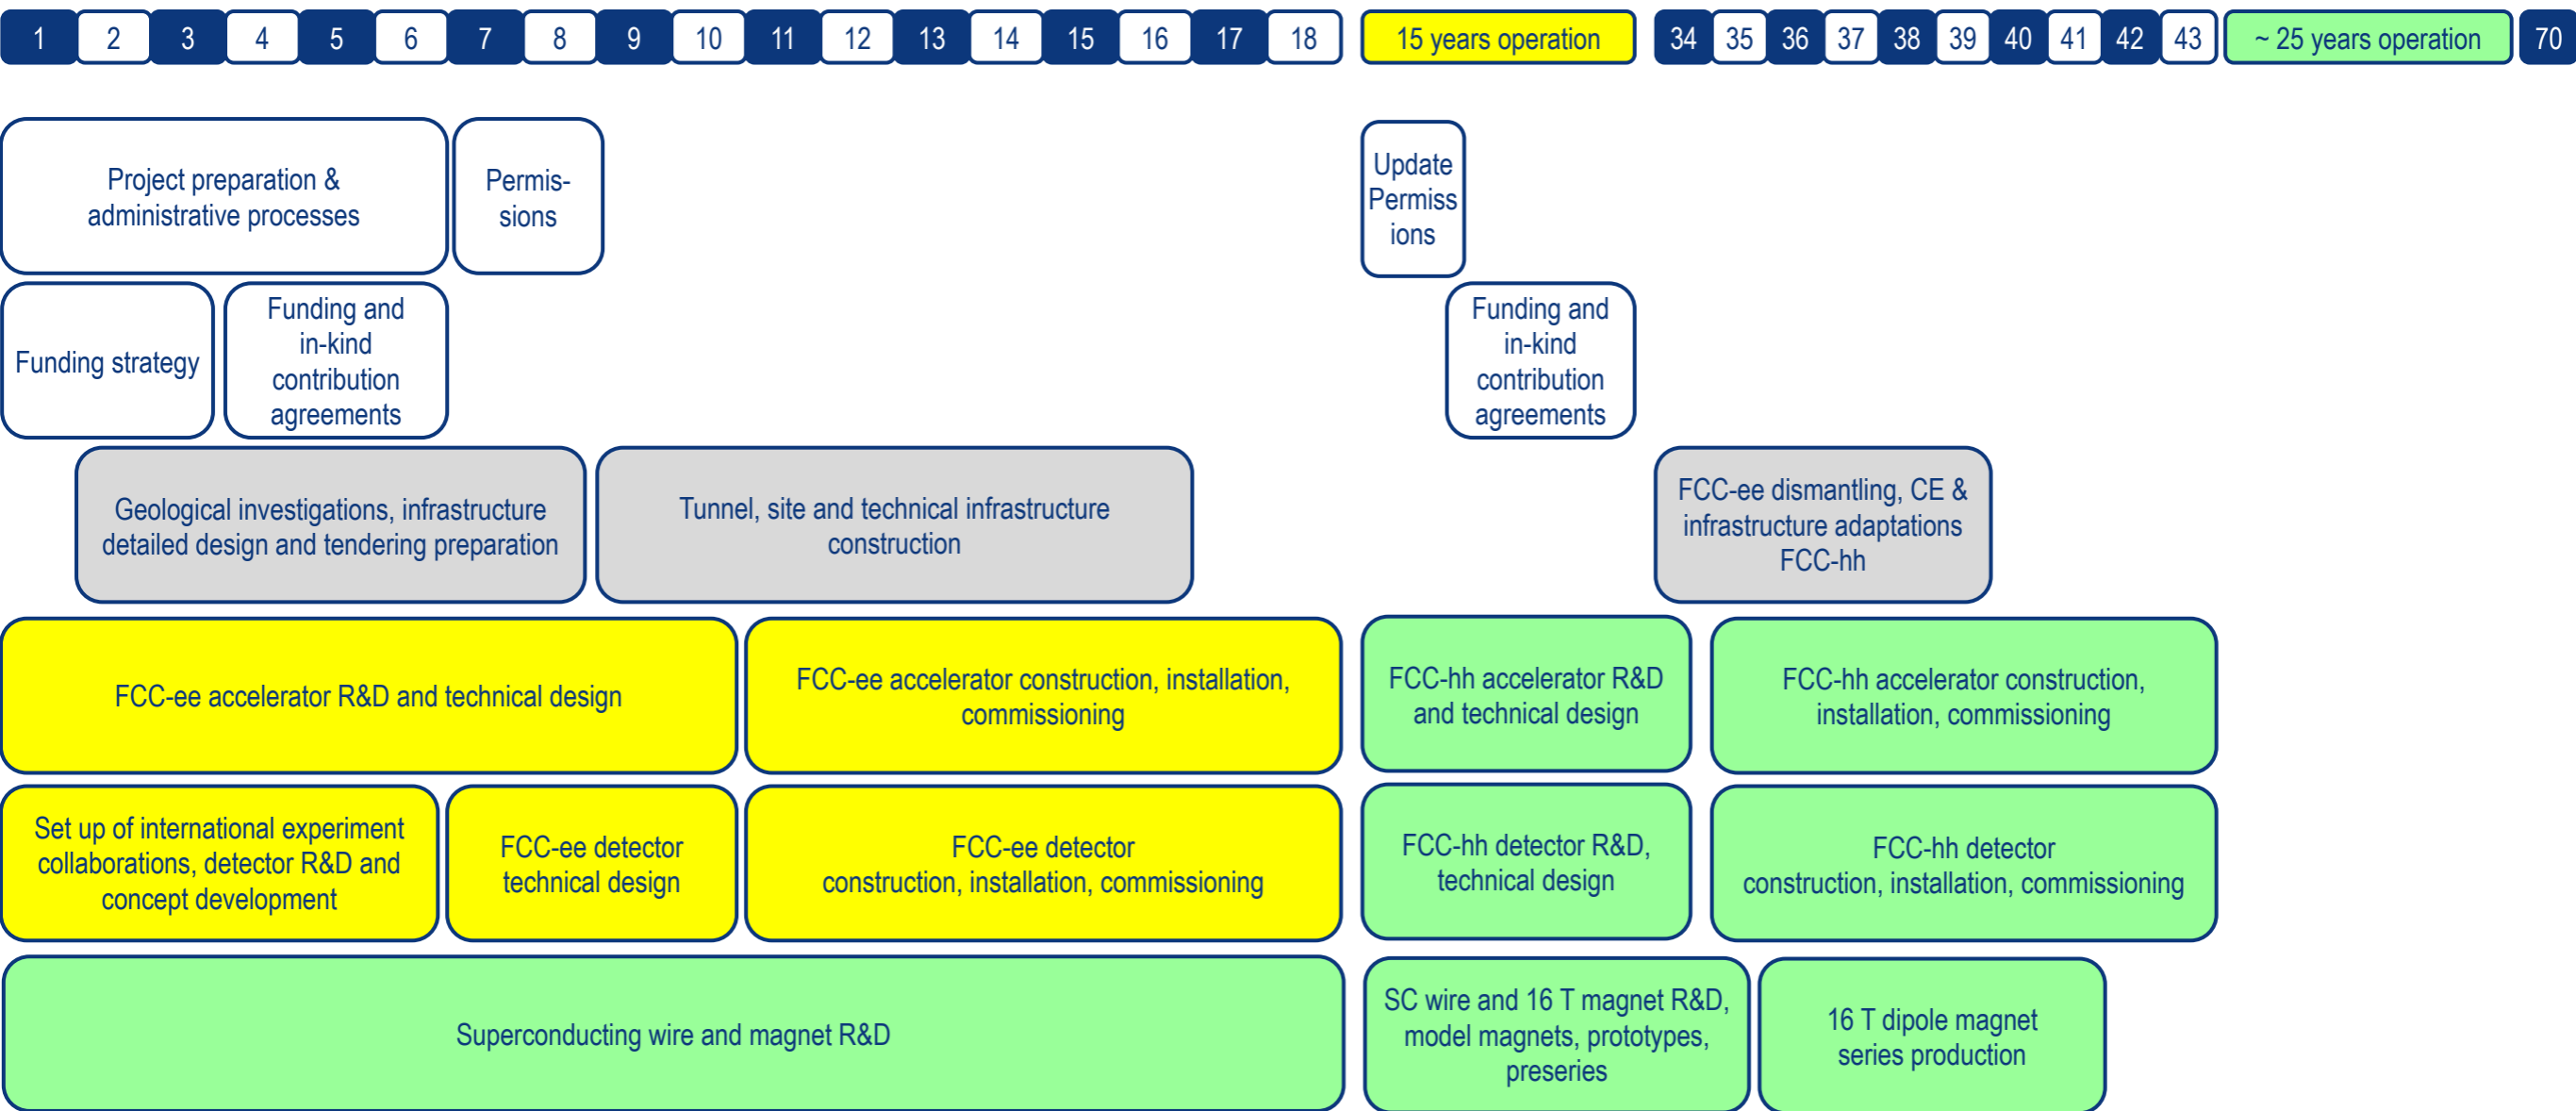 1 2 3 4 5 6 7 8 9 10 11 12 13 14 15 16 17 18 15 years operation 34 35 36 37 38 39 40 41 42 43 ~ 25 years operation 70
Project preparation &
administrative processes
Permis-
sions
Update
Permiss
ions
Funding strategy
Funding and
in-kind
contribution
agreements
Funding and
in-kind
contribution
agreements
Geological investigations, infrastructure
detailed design and tendering preparation
Tunnel, site and technical infrastructure
construction
FCC-ee dismantling, CE &
infrastructure adaptations
FCC-hh
FCC-ee accelerator R&D and technical design
FCC-ee accelerator construction, installation,
commissioning
FCC-hh accelerator R&D
and technical design
FCC-hh accelerator construction,
installation, commissioning
Set up of international experiment
collaborations, detector R&D and
concept development
FCC-ee detector
technical design
FCC-ee detector
construction, installation, commissioning
FCC-hh detector R&D,
technical design
FCC-hh detector
construction, installation, commissioning
Superconducting wire and magnet R&D
SC wire and 16 T magnet R&D,
model magnets, prototypes,
preseries
16 T dipole magnet
series production